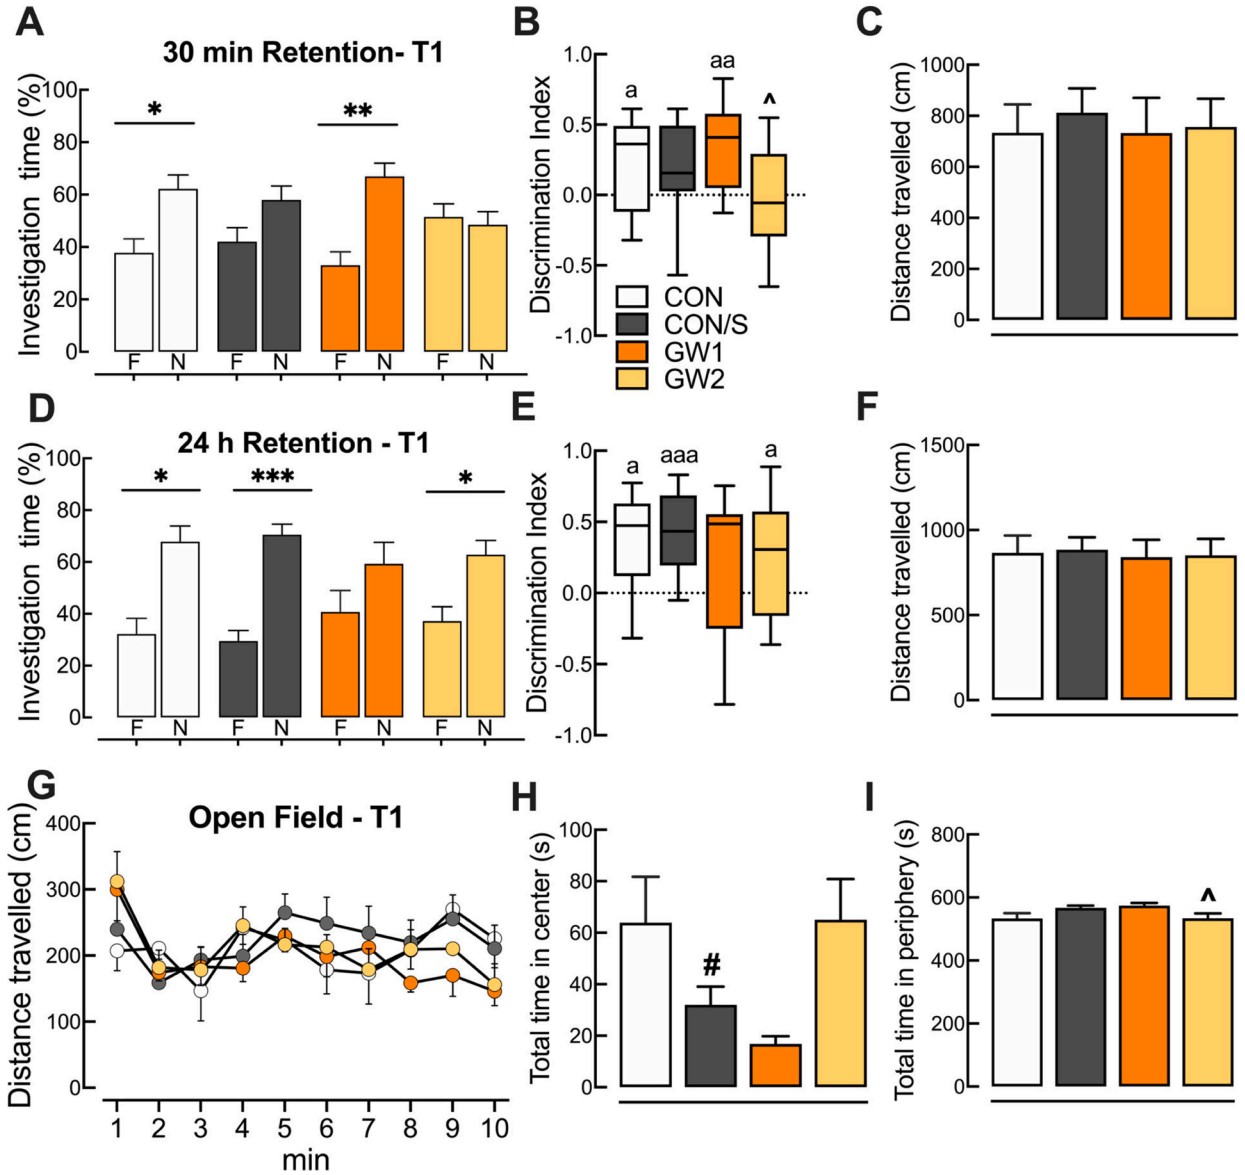 A
30 min Retention- T1
Investigation time (%)
100
80
60
40
20
0
*
**
F N F N F N F N
B
Discrimination Index
1.0
0.5
0.0
-0.5
-1.0
a
aa
^
CON
CON/S
GW1
GW2
C
Distance travelled (cm)
1000
800
600
400
200
0
D
24 h Retention - T1
Investigation time (%)
100
80
60
40
20
0
*
***
*
F N F N F N F N
E
Discrimination Index
1.0
0.5
0.0
-0.5
-1.0
a
aaa
a
F
Distance travelled (cm)
1500
1000
500
0
G
Open Field - T1
Distance travelled (cm)
400
300
200
100
0
1 2 3 4 5 6 7 8 9 10
min
H
Total time in center (s)
100
80
60
40
20
0
#
I
Total time in periphery (s)
800
600
400
200
0
^